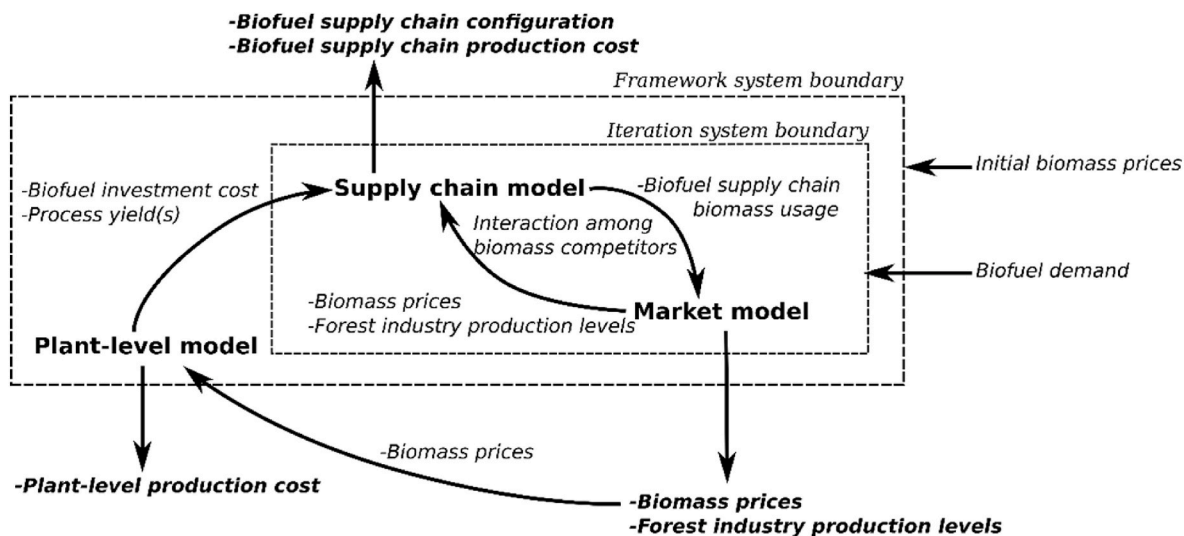 -Biofuel supply chain configuration
-Biofuel supply chain production cost
Framework system boundary
Iteration system boundary
-Biofuel investment cost
-Process yield(s)
Supply chain model
-Biofuel supply chain
biomass usage
Initial biomass prices
Interaction among
biomass competitors
Biofuel demand
-Biomass prices
-Forest industry production levels
Market model
Plant-level model
-Biomass prices
-Plant-level production cost
-Biomass prices
-Forest industry production levels